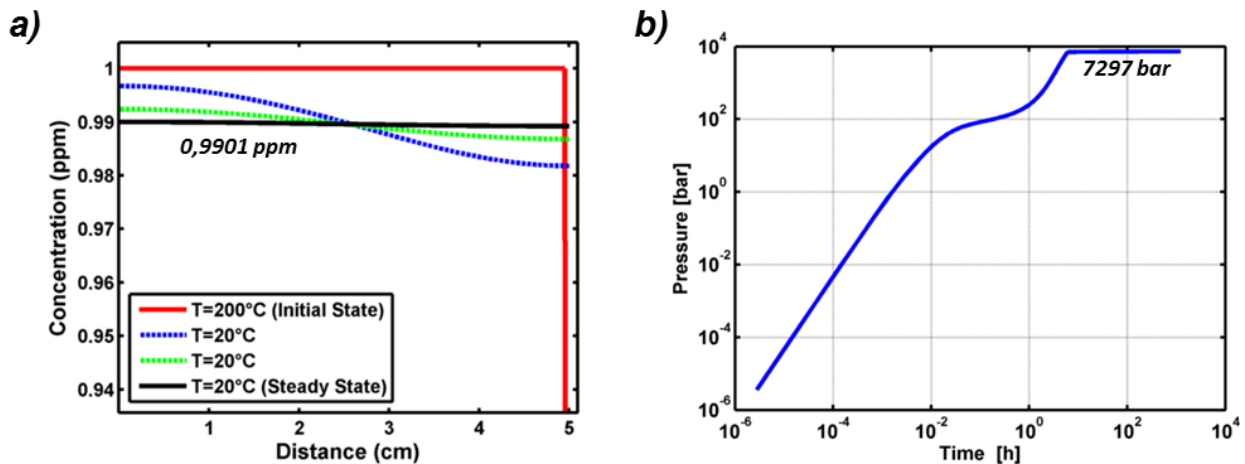 a)
Concentration (ppm)
1
0.99
0.98
0.97
0.96
0.95
0.94
0,9901 ppm
T=200°C (Initial State)
T=20°C
T=20°C
T=20°C (Steady State)
1 2 3 4 5
Distance (cm)
b)
Pressure [bar]
10^4
10^2
10^0
10^-2
10^-4
10^-6
7297 bar
10^-6 10^-4 10^-2 10^0 10^2 10^4
Time [h]